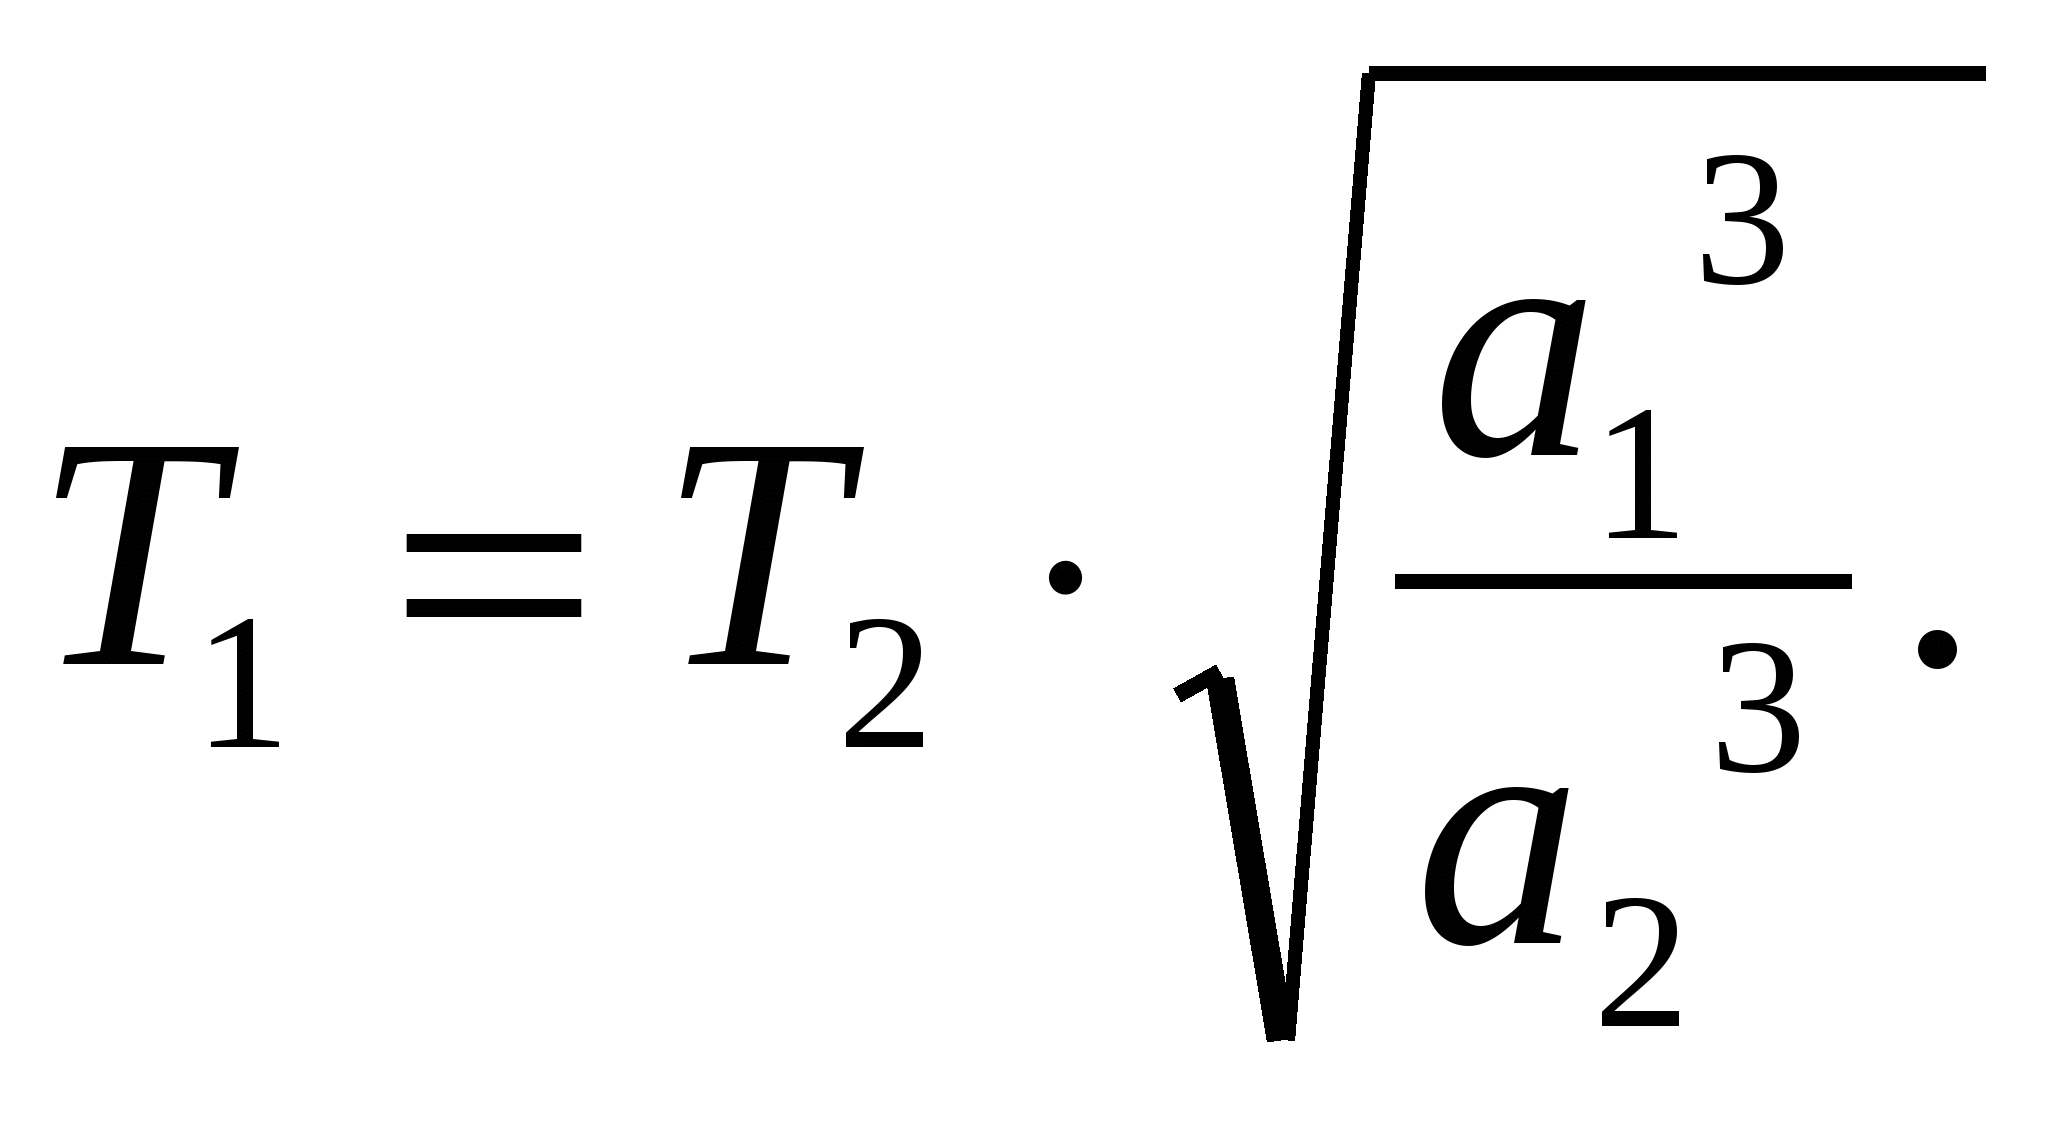 T₁ = T₂ · √(a₁³ / a₂³ .)